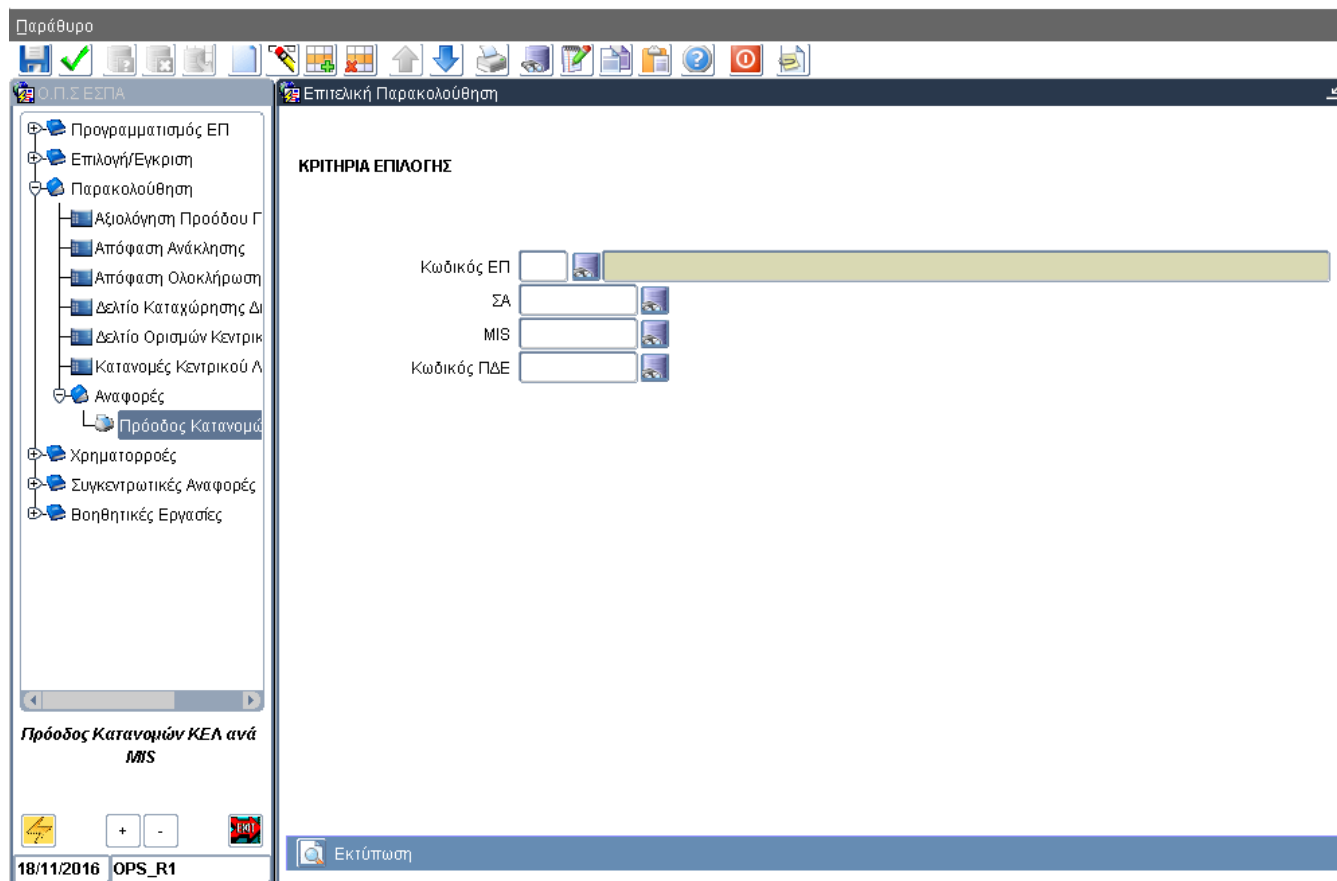 Παράθυρο
Ο.Π.Σ ΕΣΠΑ
Επιτελική Παρακολούθηση
Προγραμματισμός ΕΠ
Επιλογή/Εγκριση
Παρακολούθηση
Αξιολόγηση Προόδου Γ
Απόφαση Ανάκλησης
Απόφαση Ολοκλήρωση
Δελτίο Καταχώρησης Δι
Δελτίο Ορισμών Κεντρικ
Κατανομές Κεντρικού Λ
Αναφορές
Πρόοδος Κατανομώ
Χρηματορροές
Συγκεντρωτικές Αναφορές
Βοηθητικές Εργασίες
ΚΡΙΤΗΡΙΑ ΕΠΙΛΟΓΗΣ
Κωδικός ΕΠ
ΣΑ
MIS
Κωδικός ΠΔΕ
Πρόοδος Κατανομών ΚΕΛ ανά
MIS
+ -
EXIT
18/11/2016 OPS_R1
Εκτύπωση